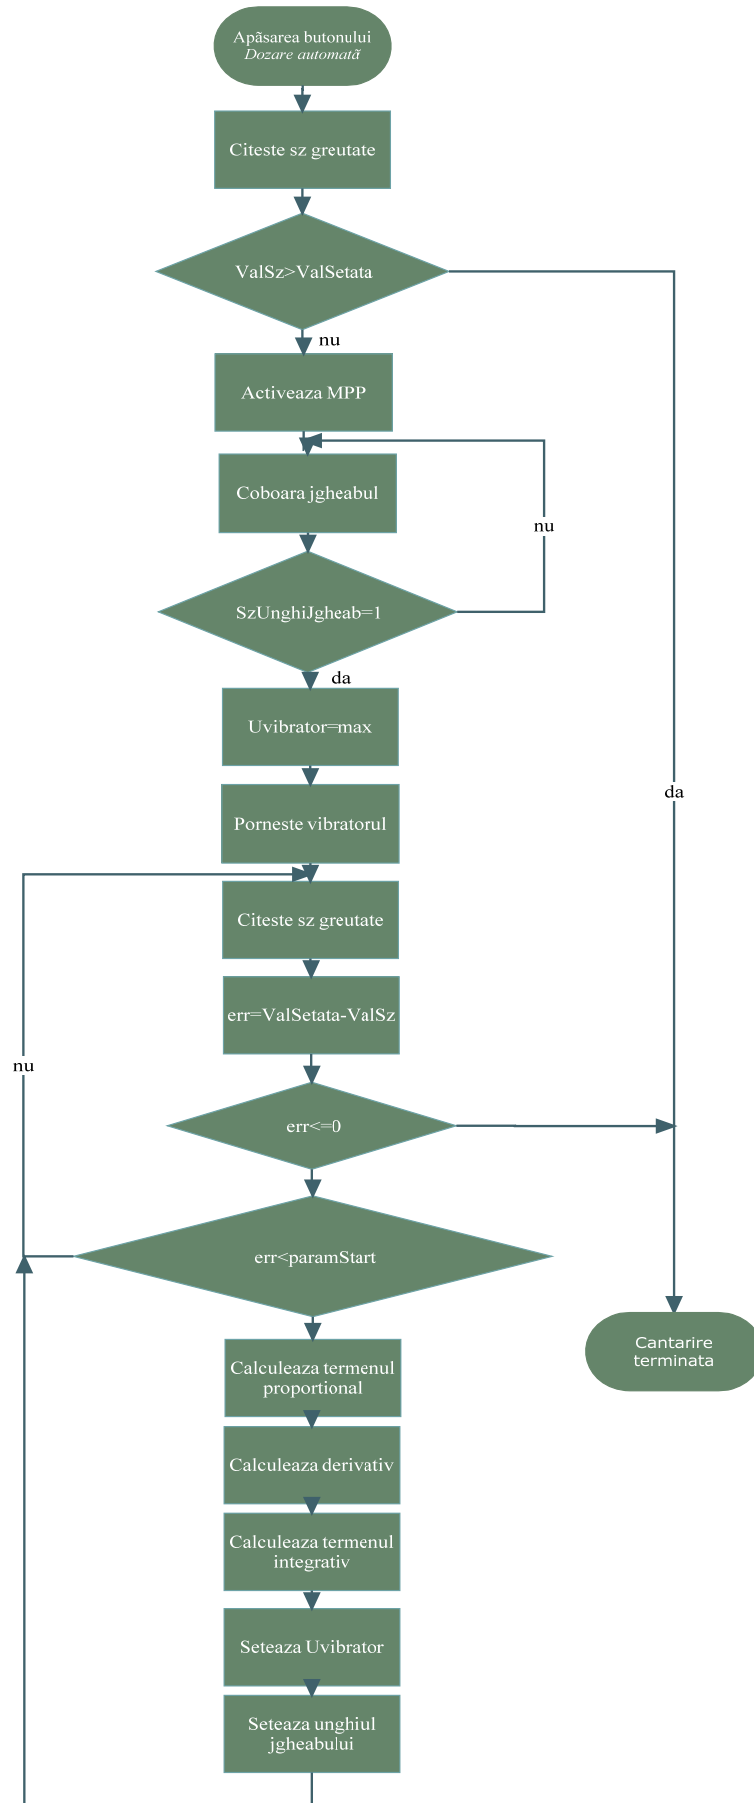 Apăsarea butonului
Dozare automată
Citeste sz greutate
ValSz>ValSetata
nu
Activeaza MPP
Coboara jgheabul
nu
SzUnghiJgheab=1
da
Uvibrator=max
da
Porneste vibratorul
Citeste sz greutate
err=ValSetata-ValSz
nu
err<=0
err<paramStart
Cantarire
terminata
Calculeaza termenul
proportional
Calculeaza derivativ
Calculeaza termenul
integrativ
Seteaza Uvibrator
Seteaza unghiul
jgheabului